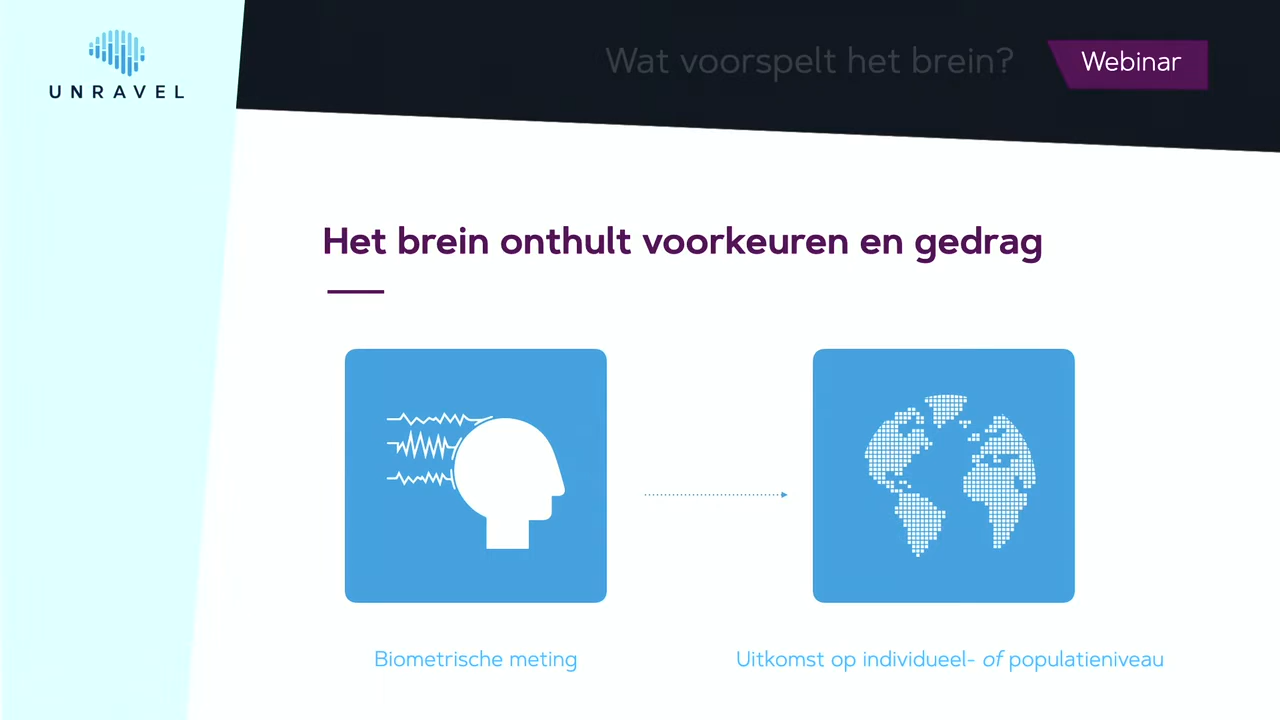 UNRAVEL
Wat voorspelt het brein?
Webinar
Het brein onthult voorkeuren en gedrag
Biometrische meting
Uitkomst op individueel- of populatieniveau